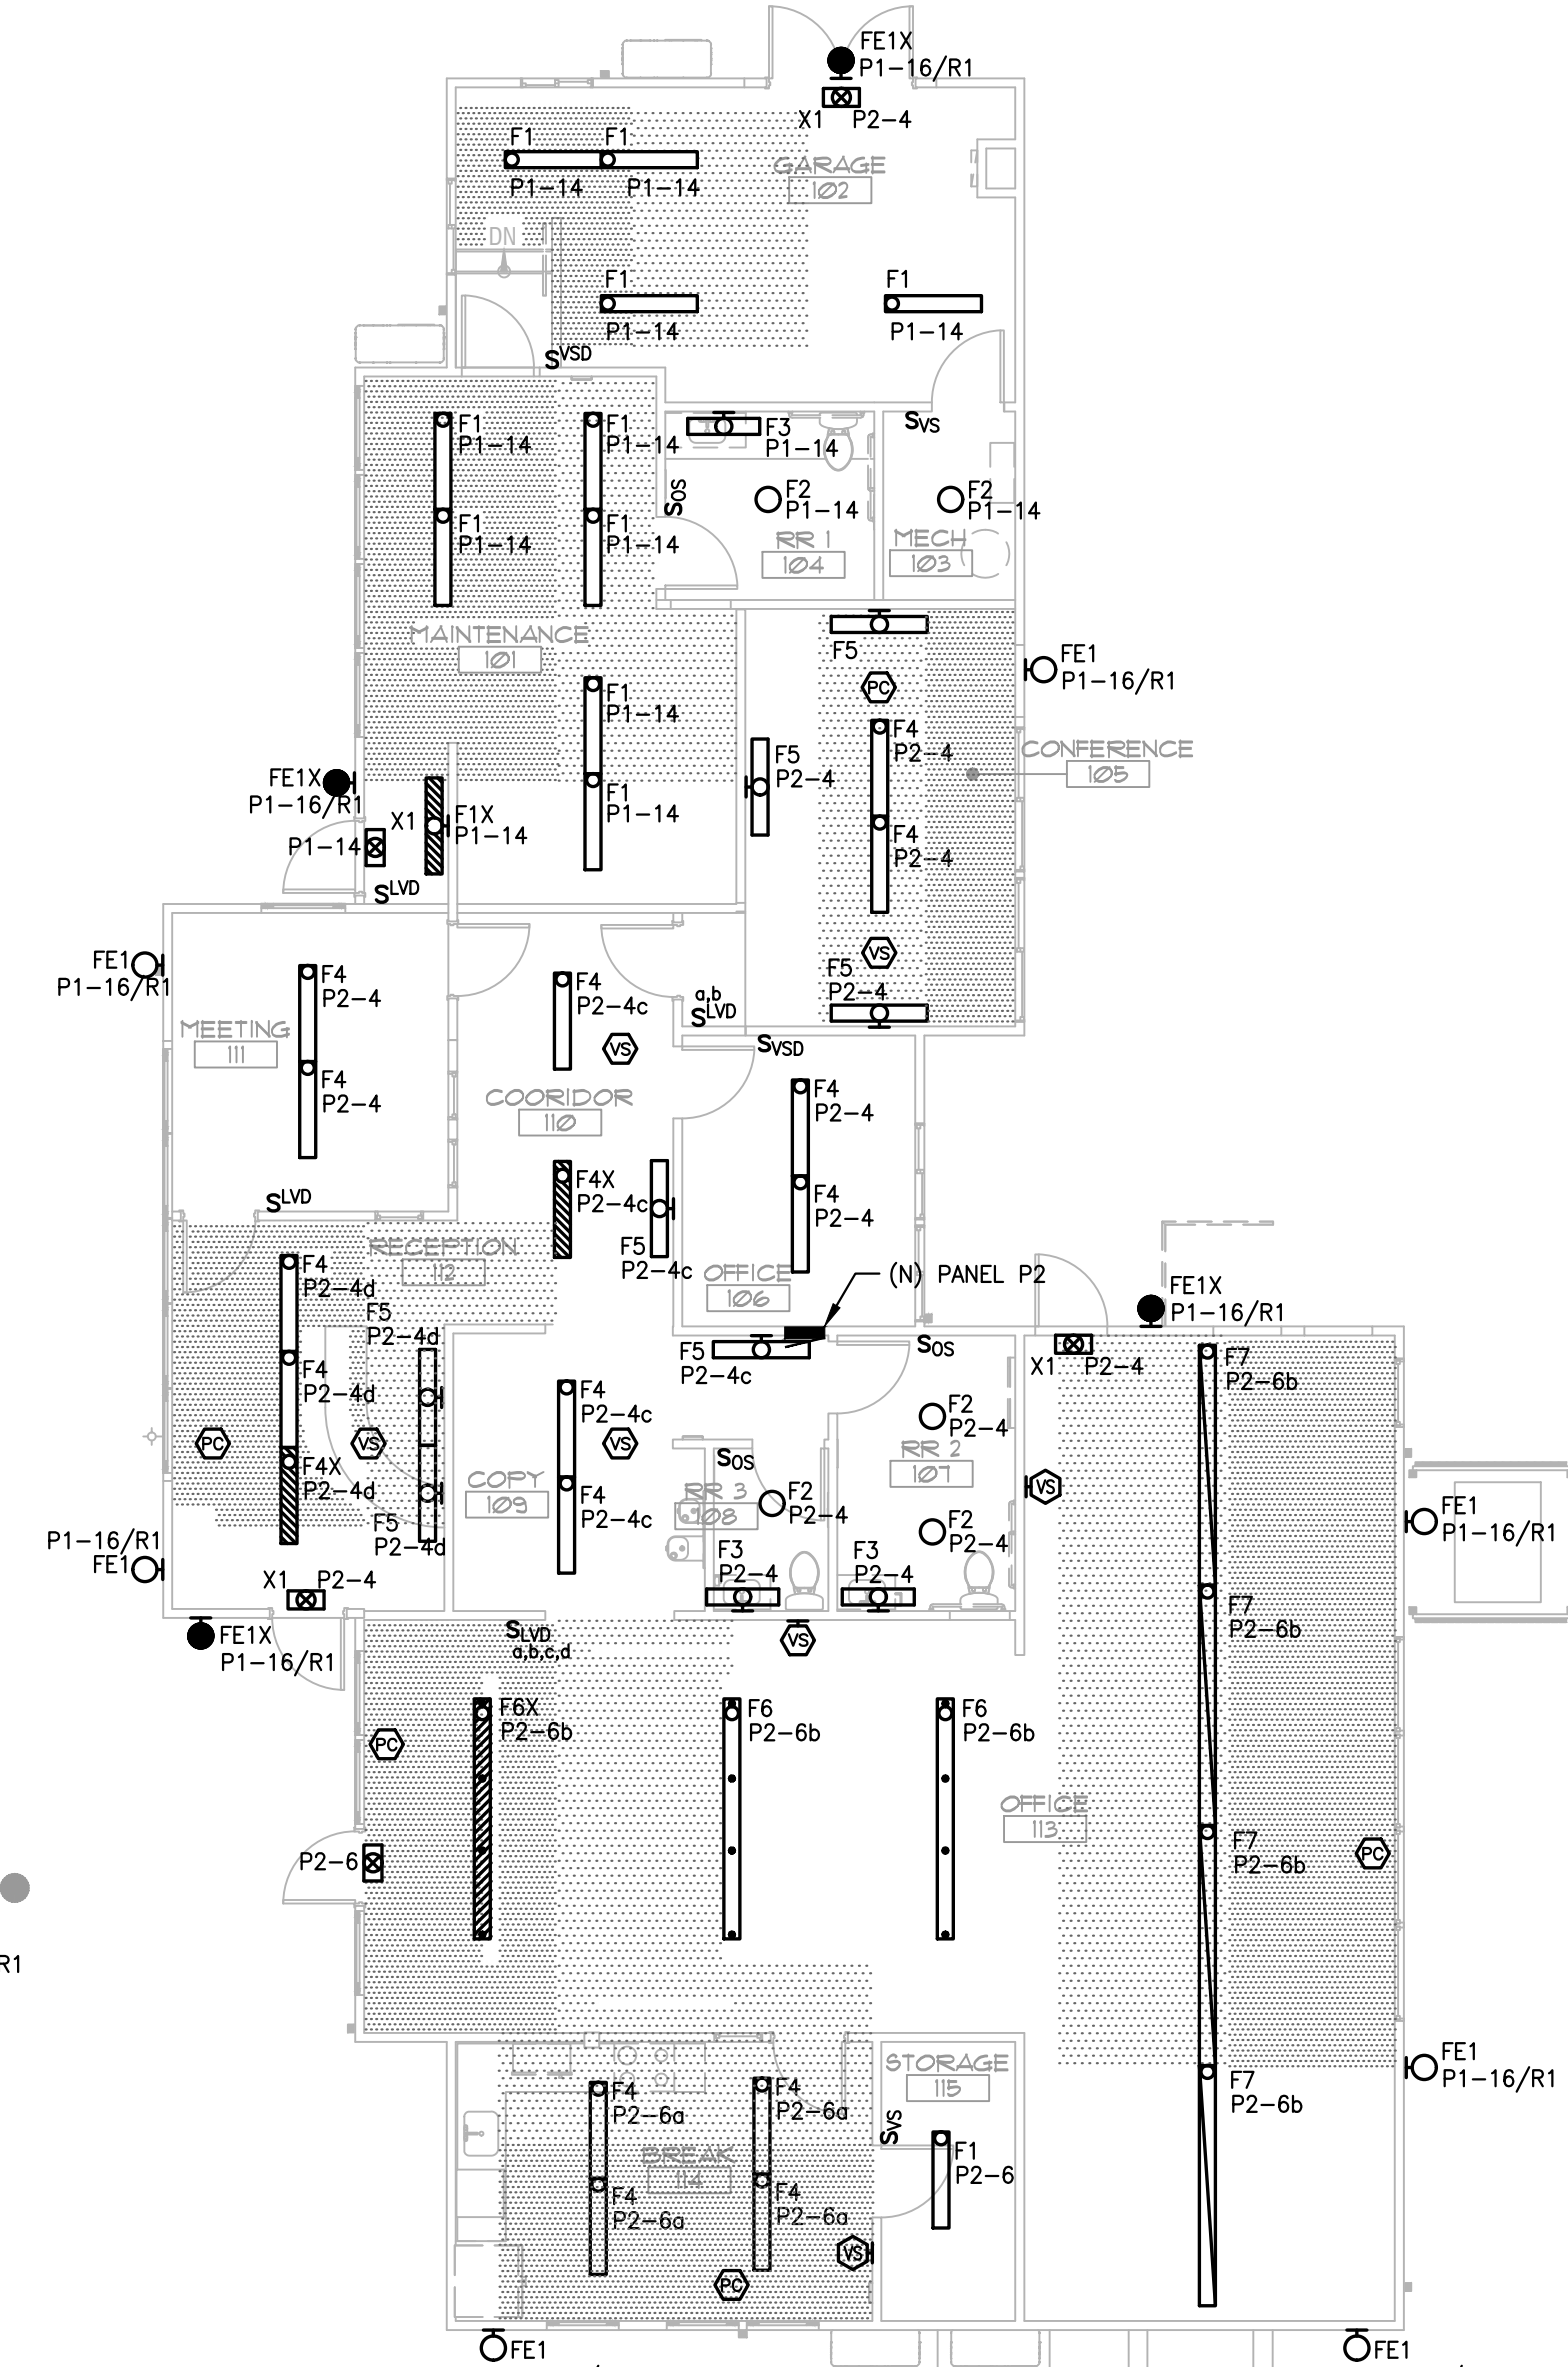 FE1X
P1-16/R1
X1 P2-4
F1 F1
P1-14 P1-14
GARAGE
102
DN
F1
P1-14
F1
P1-14
SVSD
F1
P1-14
F1
P1-14
F3
P1-14
SVS
F1
P1-14
F1
P1-14
SOS
F2
P1-14
F2
P1-14
RR 1
104
MECH
103
MAINTENANCE
101
F5
FE1
P1-16/R1
PC
F1
P1-14
F4
P2-4
F5
P2-4
CONFERENCE
105
FE1X
P1-16/R1
F1
P1-14
X1
F1X
P1-14
P1-14
F4
P2-4
SLVD
FE1
P1-16/R1
F4
P2-4
F4
P2-4c
VS
F5
P2-4
a,b
SLVD
MEETING
111
VS
SVSD
F4
P2-4
COORIDOR
110
F4
P2-4
SLVD
F4X
P2-4c
F4
P2-4
F5
P2-4c
RECEPTION
112
OFFICE
106
(N) PANEL P2
F4
P2-4d
F5
P2-4d
FE1X
P1-16/R1
F5
P2-4c
SOS
X1 P2-4
F7
P2-6b
F4
P2-4d
F4
P2-4c
F2
P2-4
PC
VS
VS
SOS
RR 2
107
F4X
P2-4d
COPY
109
F4
P2-4c
RR 3
108
F2
P2-4
VS
F5
P2-4d
F2
P2-4
FE1
P1-16/R1
P1-16/R1
FE1
F3
P2-4
F3
P2-4
X1 P2-4
F7
P2-6b
FE1X
P1-16/R1
SLVD
a,b,c,d
VS
F6X
P2-6b
F6
P2-6b
F6
P2-6b
PC
OFFICE
113
F7
P2-6b
PC
P2-6
R1
FE1
P1-16/R1
STORAGE
115
F4
P2-6a
F4
P2-6a
F7
P2-6b
SVS
BREAK
114
F1
P2-6
F4
P2-6a
F4
P2-6a
VS
PC
FE1
FE1